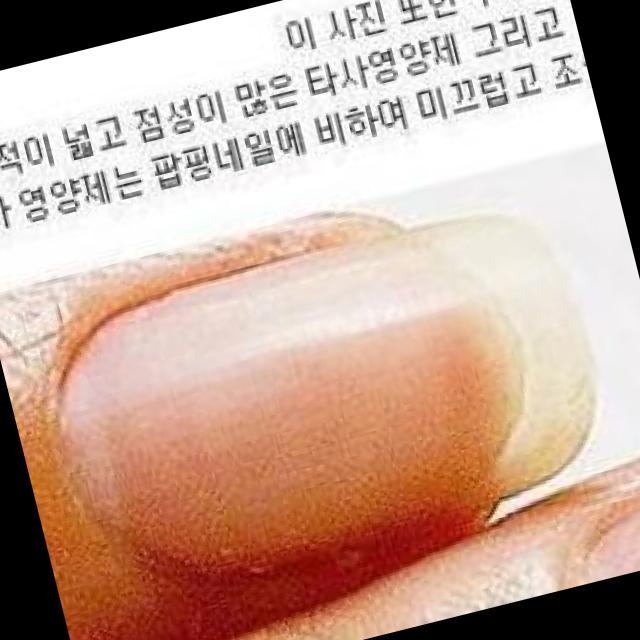 이 사진 또한
적이 넓고 점성이 많은 타사영양제 그리고
영양제는 팝핑네일에 비하여 미끄럽고